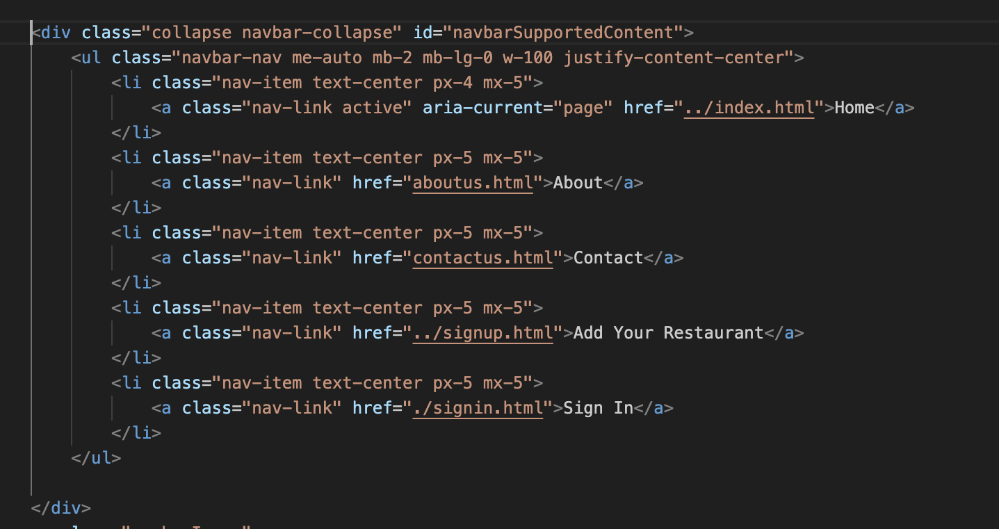 <div class="collapse navbar-collapse" id="navbarSupportedContent">
    <ul class="navbar-nav me-auto mb-2 mb-lg-0 w-100 justify-content-center">
        <li class="nav-item text-center px-4 mx-5">
            <a class="nav-link active" aria-current="page" href="../index.html">Home</a>
        </li>
        <li class="nav-item text-center px-5 mx-5">
            <a class="nav-link" href="aboutus.html">About</a>
        </li>
        <li class="nav-item text-center px-5 mx-5">
            <a class="nav-link" href="contactus.html">Contact</a>
        </li>
        <li class="nav-item text-center px-5 mx-5">
            <a class="nav-link" href="../signup.html">Add Your Restaurant</a>
        </li>
        <li class="nav-item text-center px-5 mx-5">
            <a class="nav-link" href="./signin.html">Sign In</a>
        </li>
    </ul>

</div>